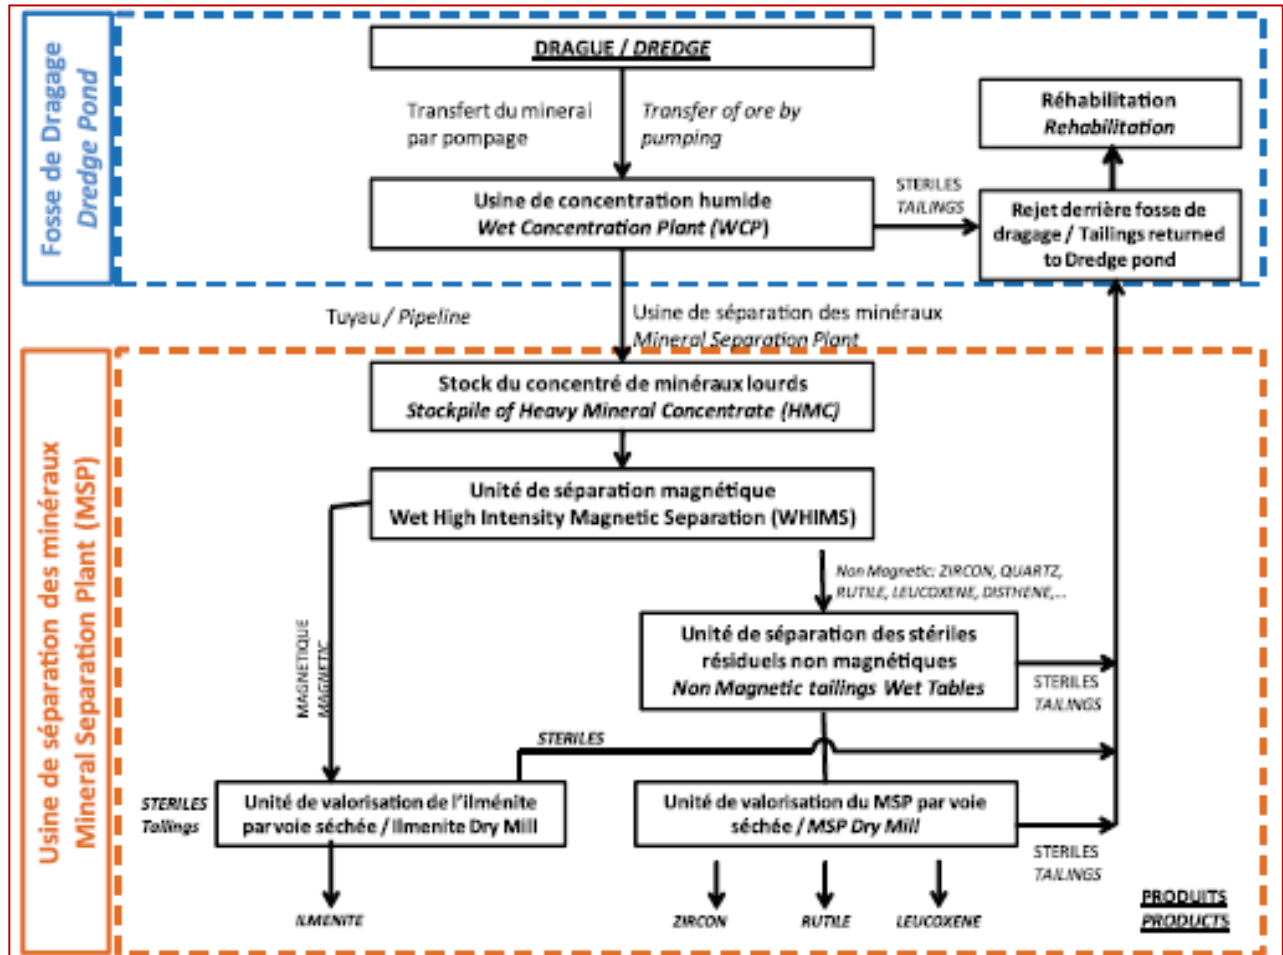 Fosse de Dragage
Dredge Pond
DRAGUE / DREDGE
Transfert du minerai
par pompage
Transfer of ore by
pumping
Réhabilitation
Rehabilitation
Usine de concentration humide
Wet Concentration Plant (WCP)
STERILES
TAILINGS
Rejet derrière fosse de
dragage / Tailings returned
to Dredge pond
Tuyau / Pipeline
Usine de séparation des minéraux
Mineral Separation Plant
Usine de séparation des minéraux
Mineral Separation Plant (MSP)
Stock du concentré de minéraux lourds
Stockpile of Heavy Mineral Concentrate (HMC)
Unité de séparation magnétique
Wet High Intensity Magnetic Separation (WHIMS)
Non Magnetic: ZIRCON, QUARTZ,
RUTILE, LEUCOXENE, DISTHENE,...
MAGNETIQUE
MAGNETIC
Unité de séparation des stériles
résiduels non magnétiques
Non Magnetic tailings Wet Tables
STERILES
TAILINGS
STERILES
STERILES
Tailings
Unité de valorisation de l'ilménite
par voie séchée / Ilmenite Dry Mill
Unité de valorisation du MSP par voie
séchée / MSP Dry Mill
STERILES
TAILINGS
ILMENITE
ZIRCON
RUTILE
LEUCOXENE
PRODUITS
PRODUCTS